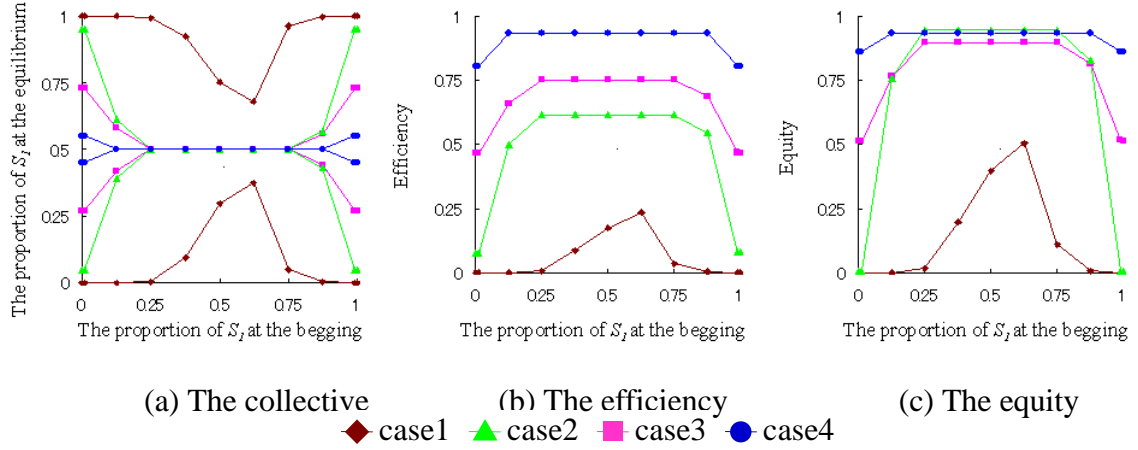 The proportion of S1 at the equilibrium
1
0.75
0.5
0.25
0
0 0.25 0.5 0.75 1
The proportion of S1 at the begging
(a) The collective
Efficiency
1
0.75
0.5
0.25
0
0 0.25 0.5 0.75 1
The proportion of S1 at the begging
(b) The efficiency
Equity
1
0.75
0.5
0.25
0
0 0.25 0.5 0.75 1
The proportion of S1 at the begging
(c) The equity
case1 case2 case3 case4